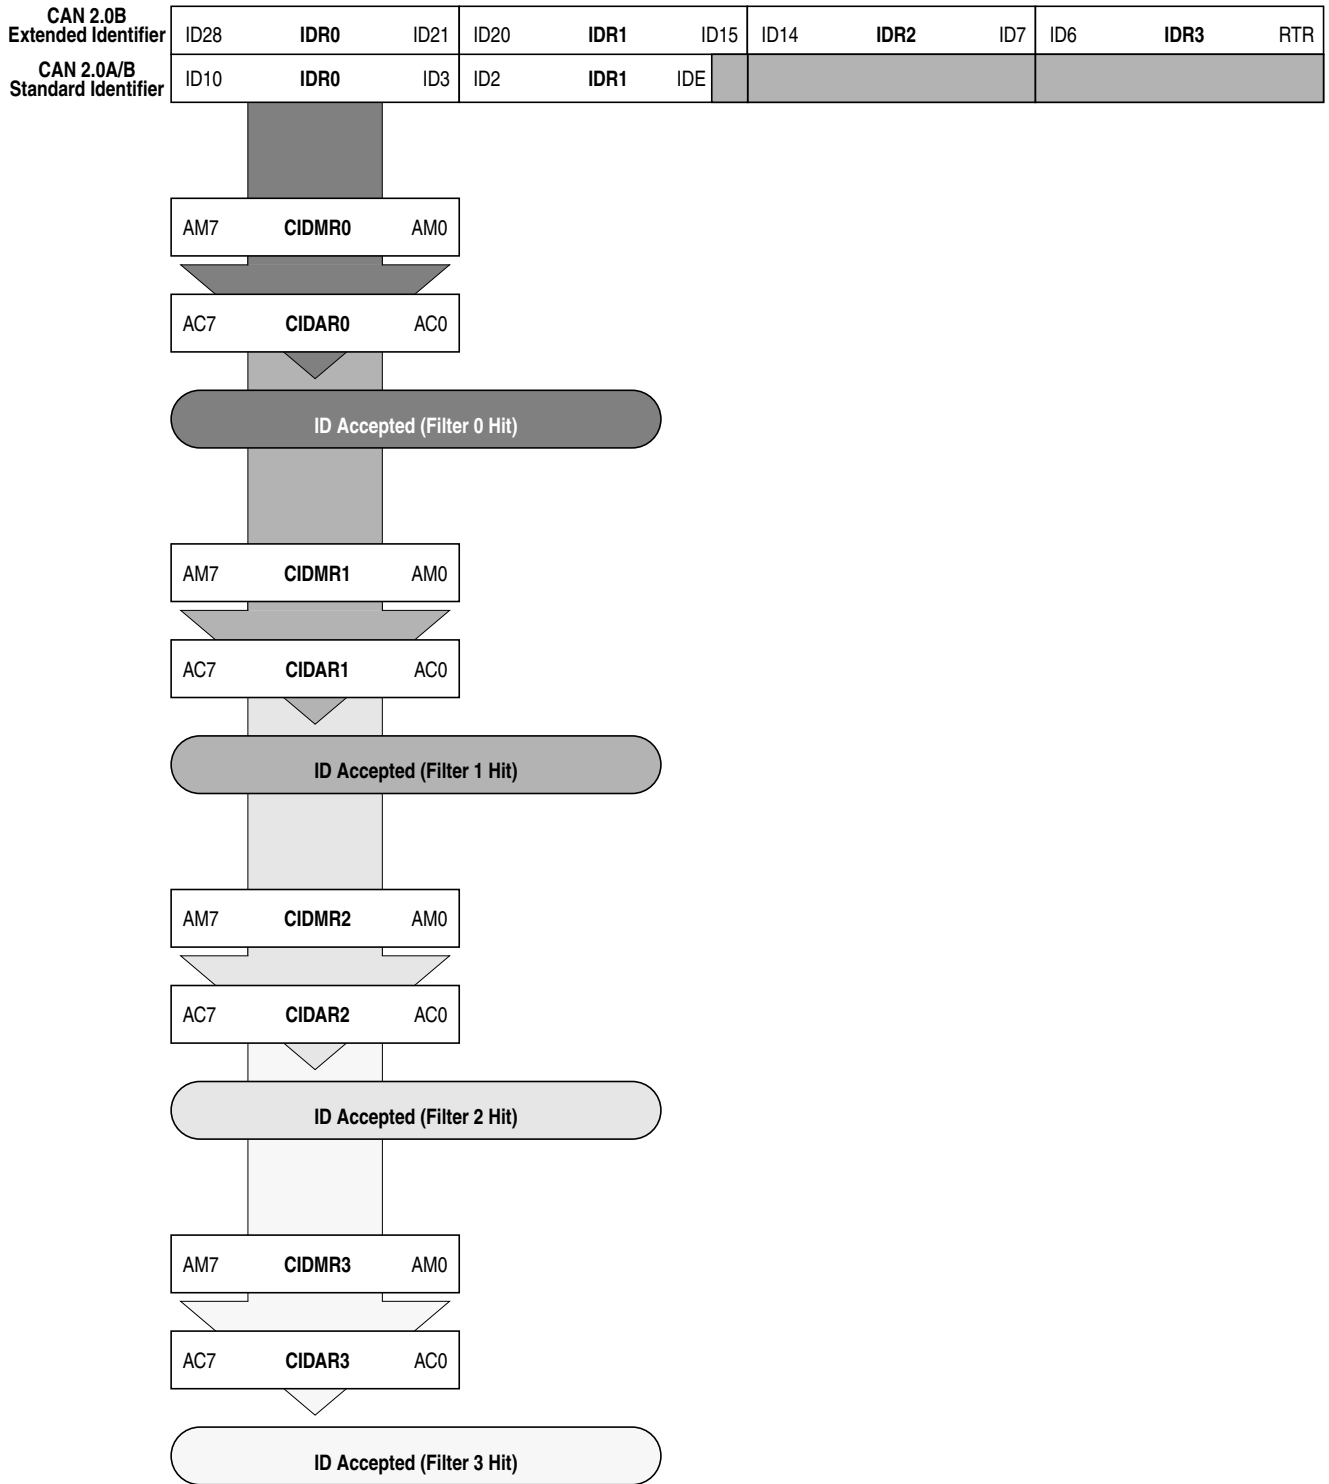 CAN 2.0B
Extended Identifier
ID28 IDR0 ID21 ID20 IDR1 ID15 ID14 IDR2 ID7 ID6 IDR3 RTR
CAN 2.0A/B
Standard Identifier
ID10 IDR0 ID3 ID2 IDR1 IDE
AM7 CIDMR0 AM0
AC7 CIDAR0 AC0
ID Accepted (Filter 0 Hit)
AM7 CIDMR1 AM0
AC7 CIDAR1 AC0
ID Accepted (Filter 1 Hit)
AM7 CIDMR2 AM0
AC7 CIDAR2 AC0
ID Accepted (Filter 2 Hit)
AM7 CIDMR3 AM0
AC7 CIDAR3 AC0
ID Accepted (Filter 3 Hit)